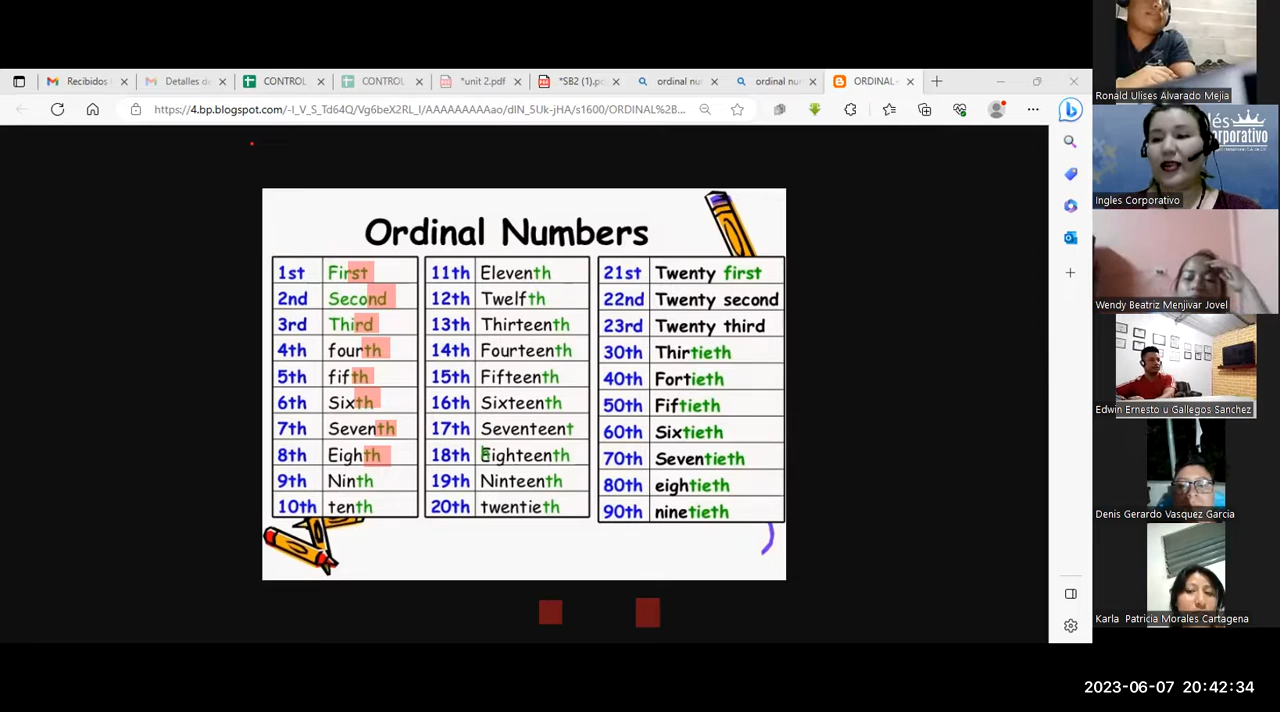 Recibidos
Detalles de
CONTROL
CONTROL
*unit 2.pdf
*SB2 (1).pc
ordinal nu
ordinal nu
ORDINAL
https://4.bp.blogspot.com/-I_V_S_Td64Q/Vg6beX2RL_I/AAAAAAAAAao/dIN_5Uk-jHA/s1600/ORDINAL%2B...
Ordinal Numbers
1st First
2nd Second
3rd Third
4th fourth
5th fifth
6th Sixth
7th Seventh
8th Eighth
9th Ninth
10th tenth
11th Eleventh
12th Twelfth
13th Thirteenth
14th Fourteenth
15th Fifteenth
16th Sixteenth
17th Seventeent
h
18th Eighteenth
19th Ninteenth
20th twentieth
21st Twenty first
22nd Twenty second
23rd Twenty third
30th Thirtieth
40th Fortieth
50th Fiftieth
60th Sixtieth
70th Seventieth
80th eightieth
90th ninetieth
Ronald Ulises Alvarado Mejia
lés
orporativo
Ingles Corporativo
Wendy Beatriz Menjivar Jovel
Edwin Ernesto u Gallegos Sanchez
Denis Gerardo Vasquez Garcia
Karla Patricia Morales Cartagena
2023-06-07 20:42:34